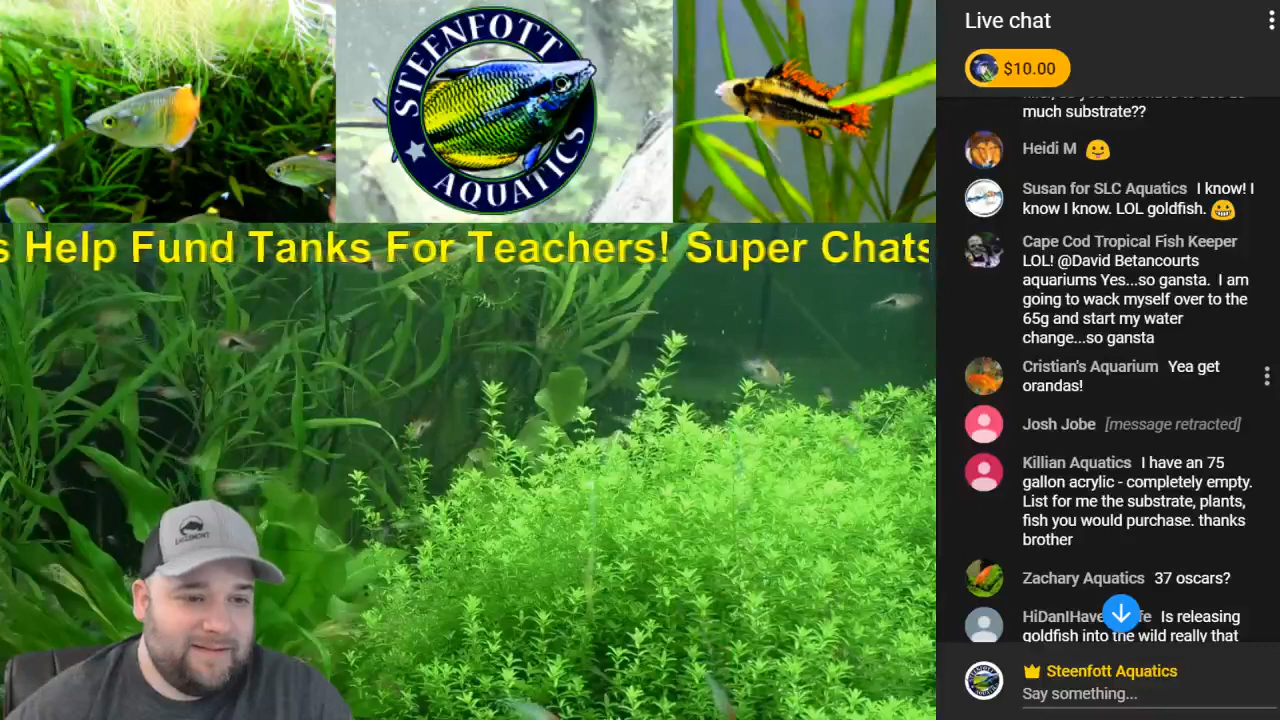 STEENFOTT
AQUATICS
Help Fund Tanks For Teachers! Super Chats
Live chat
$10.00
much substrate??
Heidi M
Susan for SLC Aquatics I know! I
know I know. LOL goldfish.
Cape Cod Tropical Fish Keeper
LOL! @David Betancourts
aquariums Yes...so gansta. I am
going to wack myself over to the
65g and start my water
change...so gansta
Cristian's Aquarium Yea get
orandas!
Josh Jobe [message retracted]
Killian Aquatics I have an 75
gallon acrylic - completely empty.
List for me the substrate, plants,
fish you would purchase. thanks
brother
Zachary Aquatics 37 oscars?
Is releasing
goldfish into the wild really that
Steenfott Aquatics
Say something...